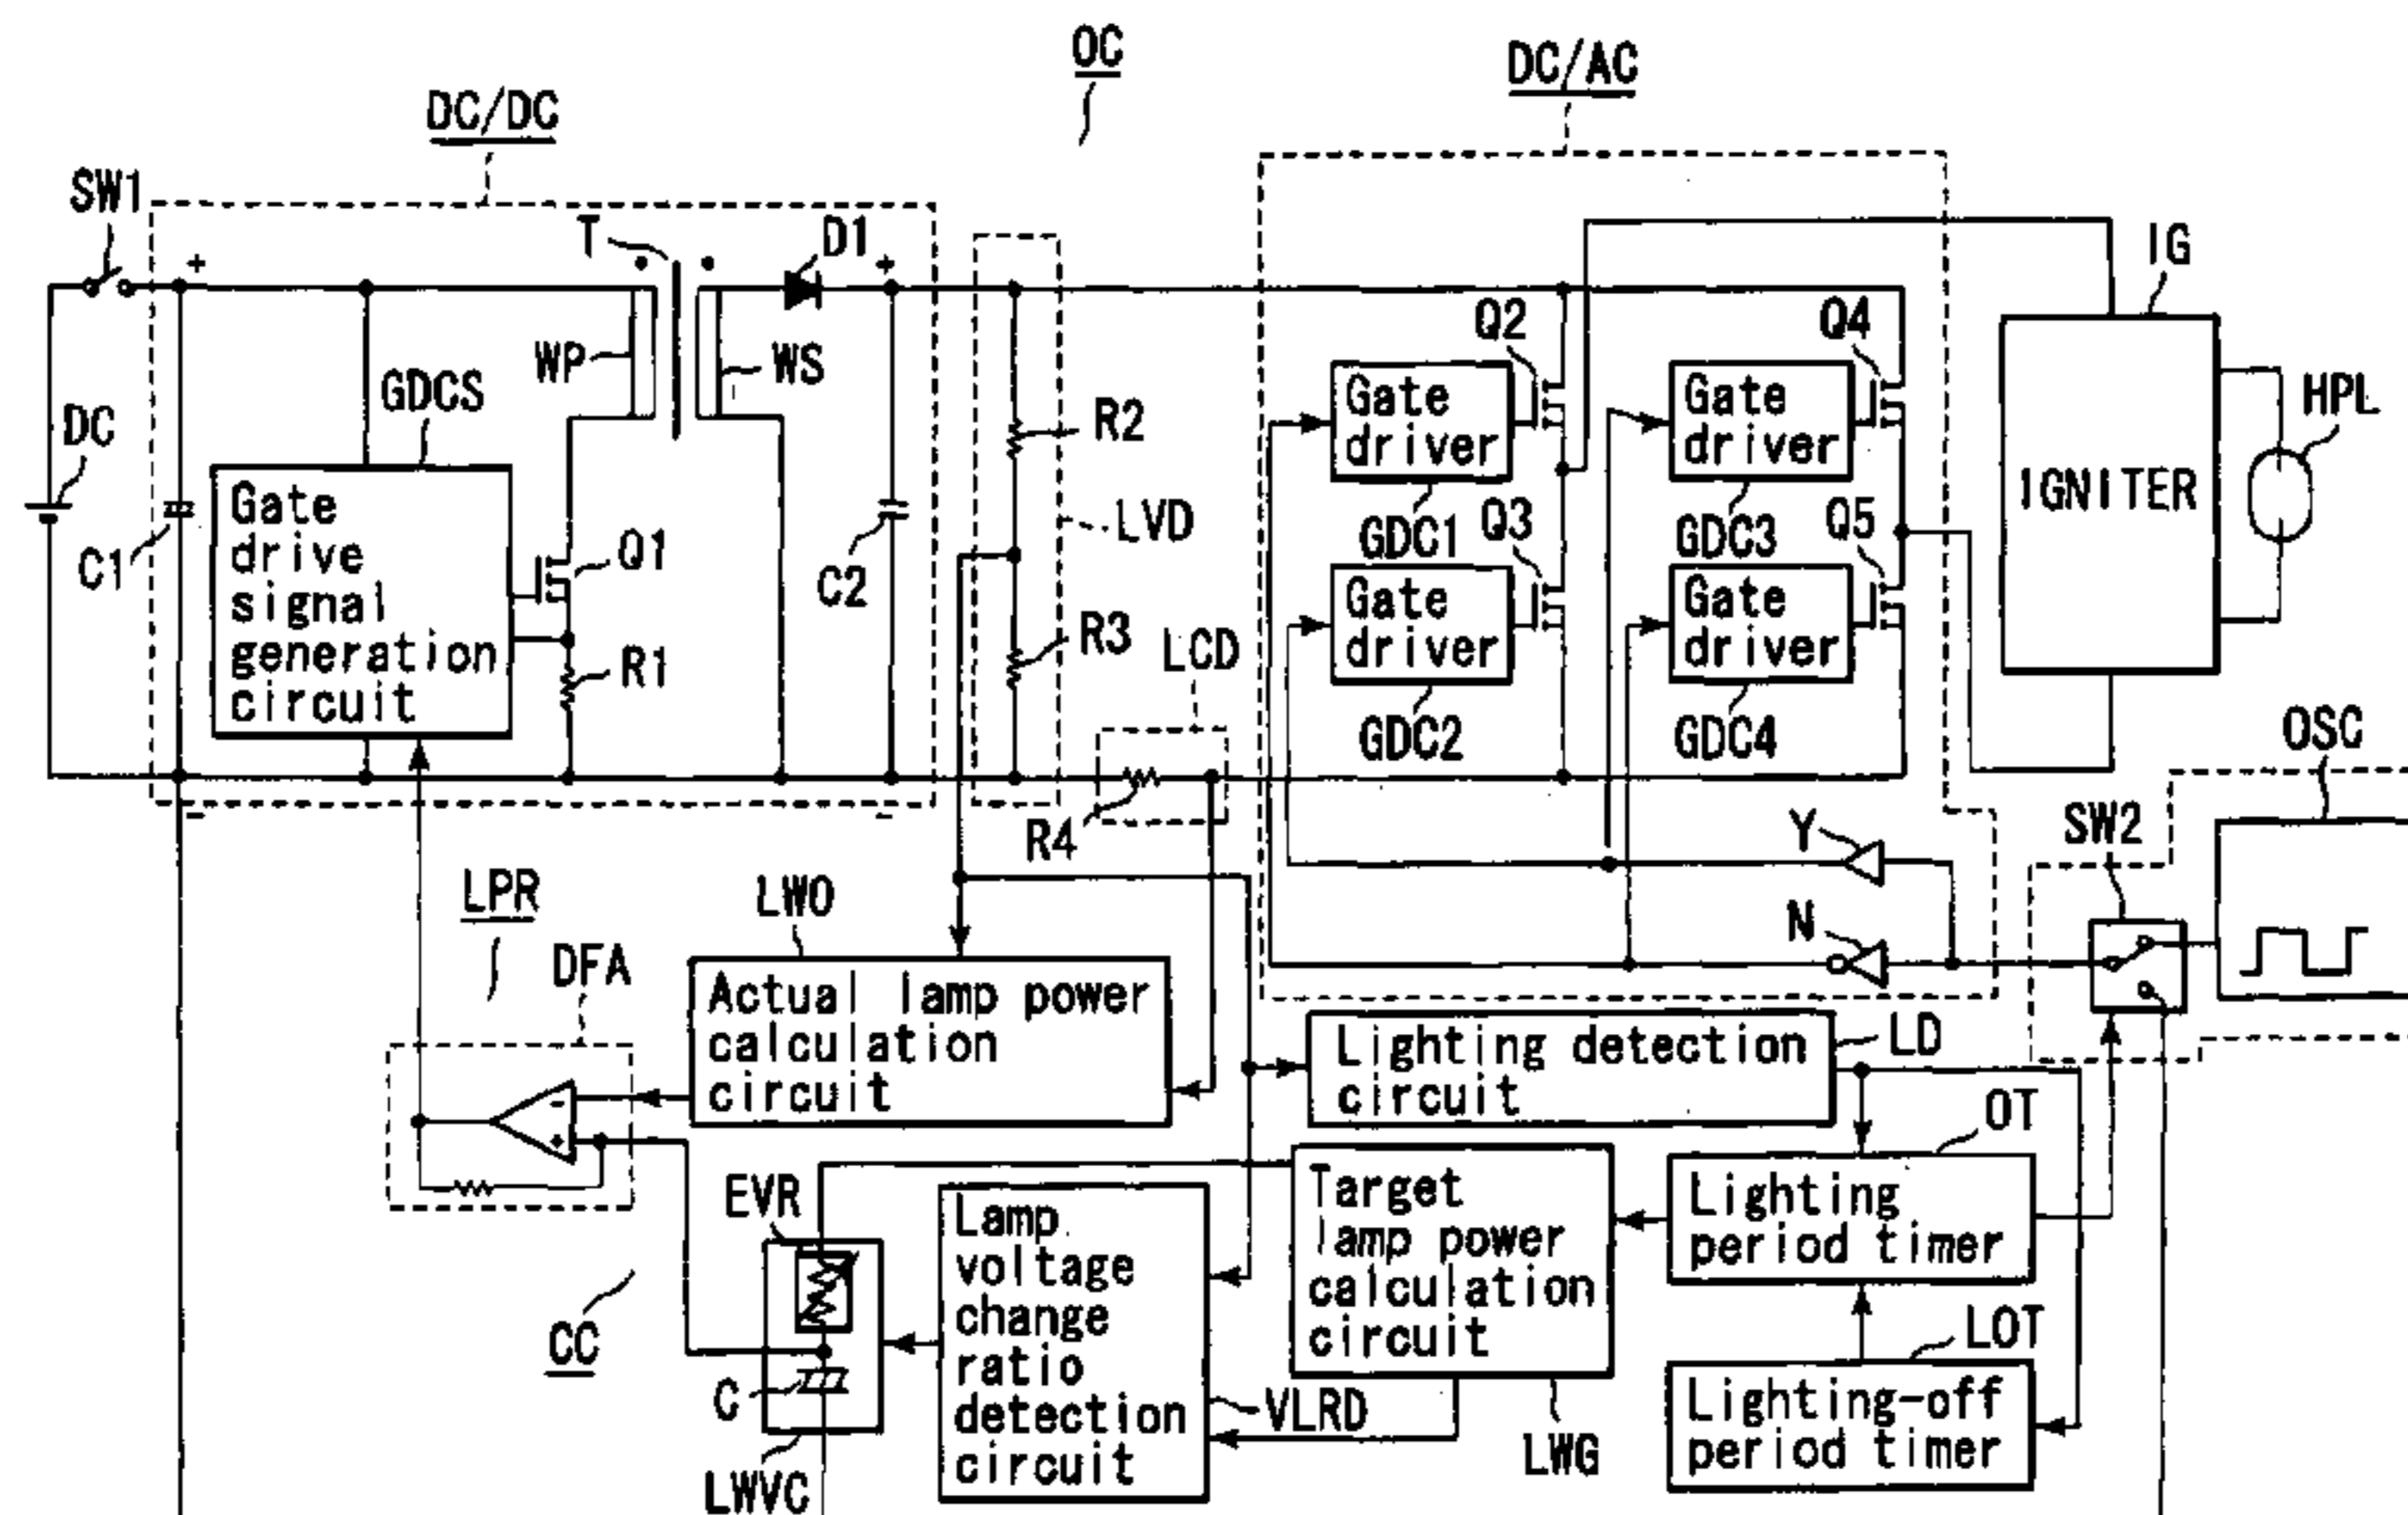 OC
DC/AC
DC/DC
SW1
T
D1
IG
+
+
Q2
Q4
WP
WS
GDCS
DC
R2
Gate
driver
Gate
driver
HPL
Gate
drive
signal
generation
circuit
IGNITER
C1
Q1
C2
LVD
GDC1
Q3
GDC3
Q5
Gate
driver
Gate
driver
R1
R3
LCD
GDC2
GDC4
OSC
-
-
R4
Y
SW2
LPR
LWO
N
DFA
Actual lamp power
calculation
circuit
Lighting detection
circuit
LD
-
+
OT
EVR
Lamp
voltage
change
ratio
detection
circuit
Target
lamp power
calculation
circuit
Lighting
period timer
CC
LOT
C
VLRD
Lighting-off
period timer
LWG
LWVC